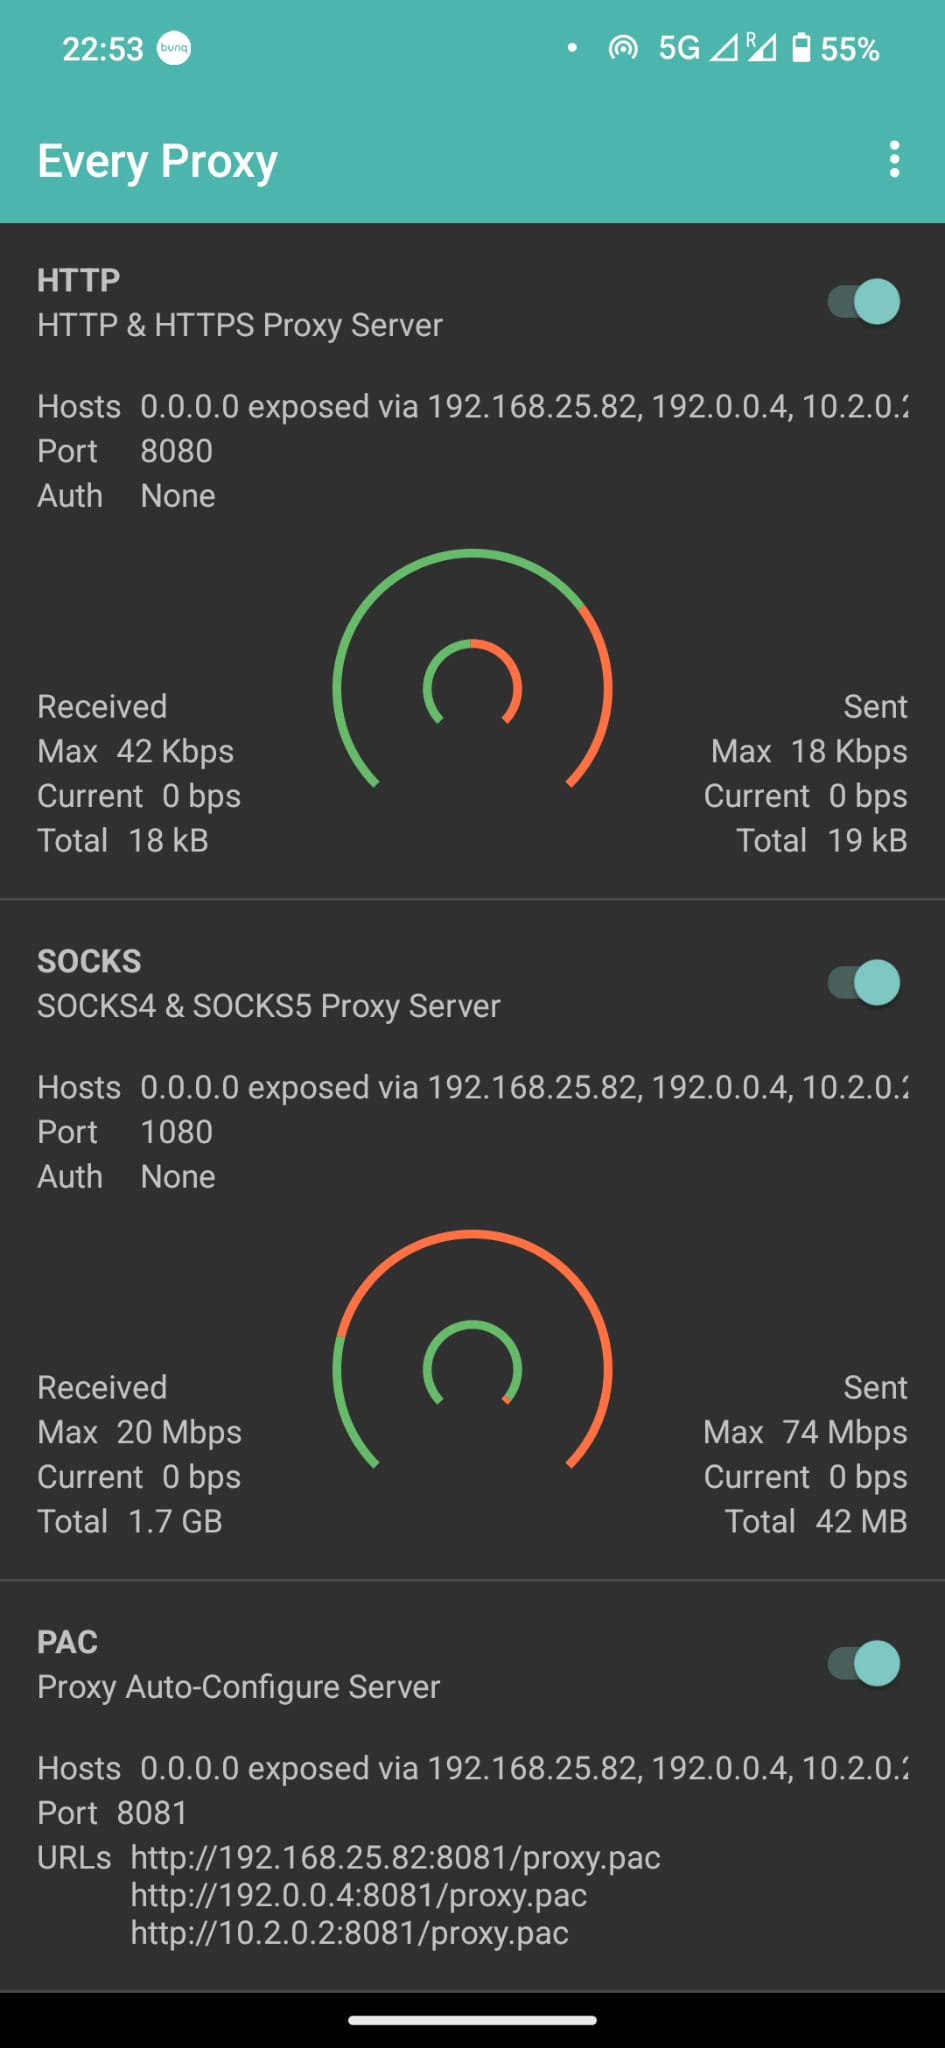 22:53 bunq 5G R 55%
Every Proxy
HTTP
HTTP & HTTPS Proxy Server
Hosts 0.0.0.0 exposed via 192.168.25.82, 192.0.0.4, 10.2.0.2
Port 8080
Auth None
Received
Sent
Max 42 Kbps
Max 18 Kbps
Current 0 bps
Current 0 bps
Total 18 kB
Total 19 kB
SOCKS
SOCKS4 & SOCKS5 Proxy Server
Hosts 0.0.0.0 exposed via 192.168.25.82, 192.0.0.4, 10.2.0.2
Port 1080
Auth None
Received
Sent
Max 20 Mbps
Max 74 Mbps
Current 0 bps
Current 0 bps
Total 1.7 GB
Total 42 MB
PAC
Proxy Auto-Configure Server
Hosts 0.0.0.0 exposed via 192.168.25.82, 192.0.0.4, 10.2.0.2
Port 8081
URLs http://192.168.25.82:8081/proxy.pac
http://192.0.0.4:8081/proxy.pac
http://10.2.0.2:8081/proxy.pac